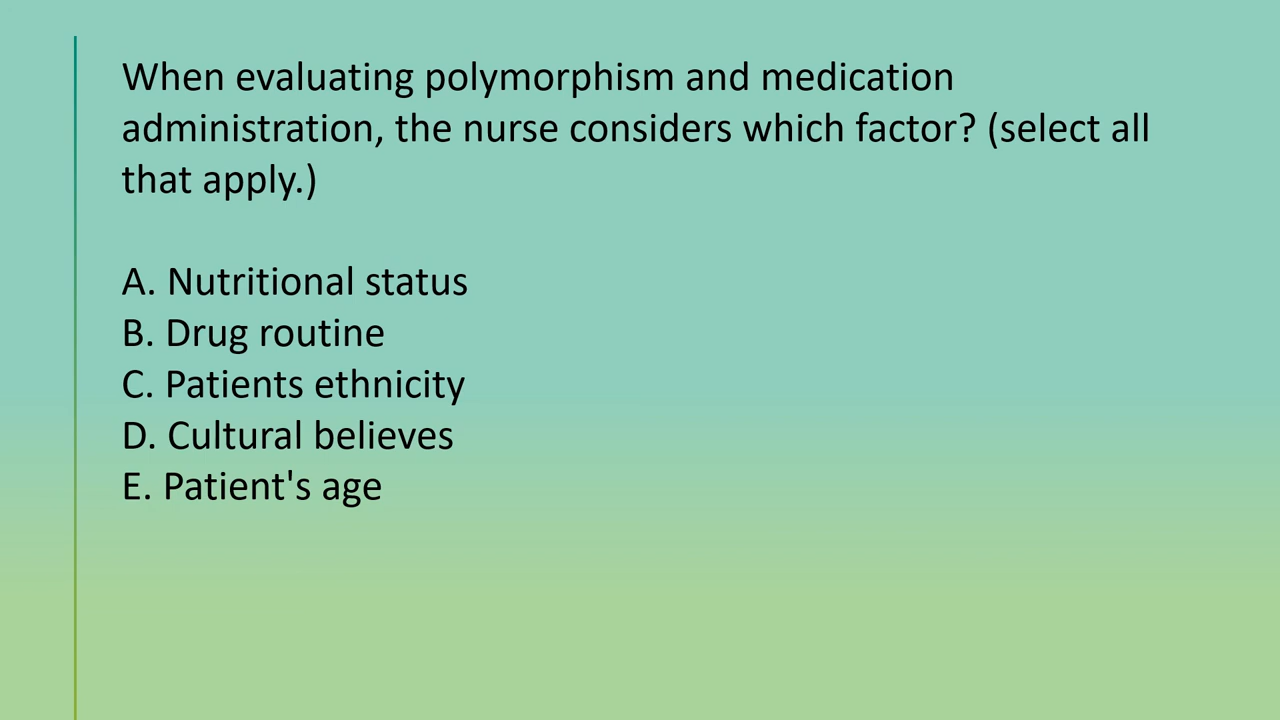 When evaluating polymorphism and medication
administration, the nurse considers which factor? (select all
that apply.)
A. Nutritional status
B. Drug routine
C. Patients ethnicity
D. Cultural believes
E. Patient's age